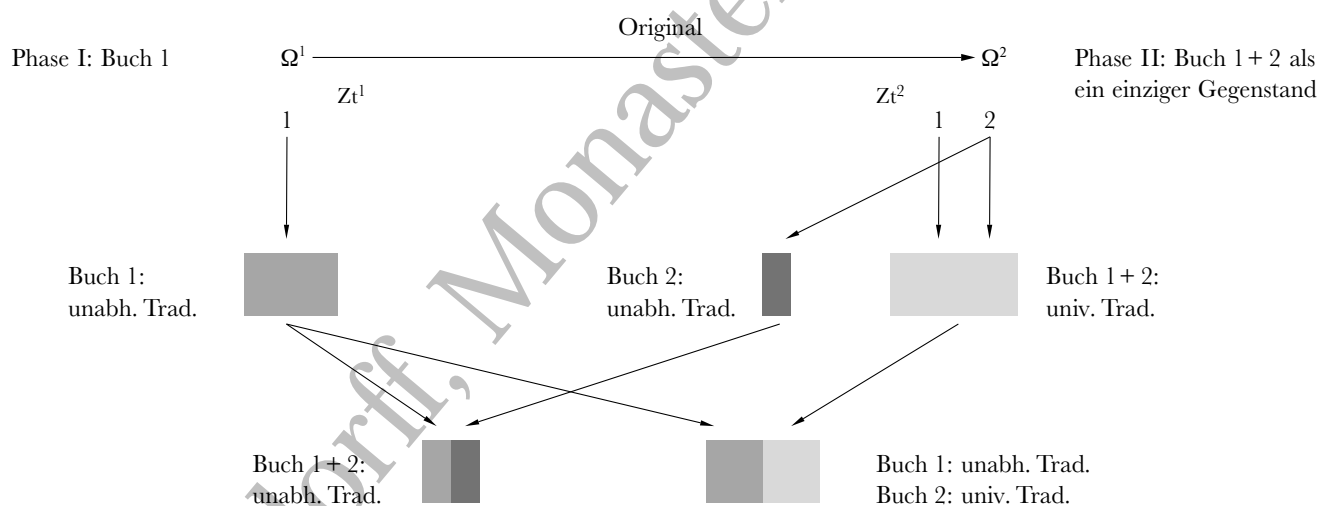 Original
Phase I: Buch 1 Ω¹ Ω² Phase II: Buch 1 + 2 als
ein einziger Gegenstand
Zt¹ Zt²
1 1 2
Buch 1:
unabh. Trad.
Buch 2:
unabh. Trad.
Buch 1 + 2:
univ. Trad.
Buch 1 + 2:
unabh. Trad.
Buch 1: unabh. Trad.
Buch 2: univ. Trad.
orff, Monaster